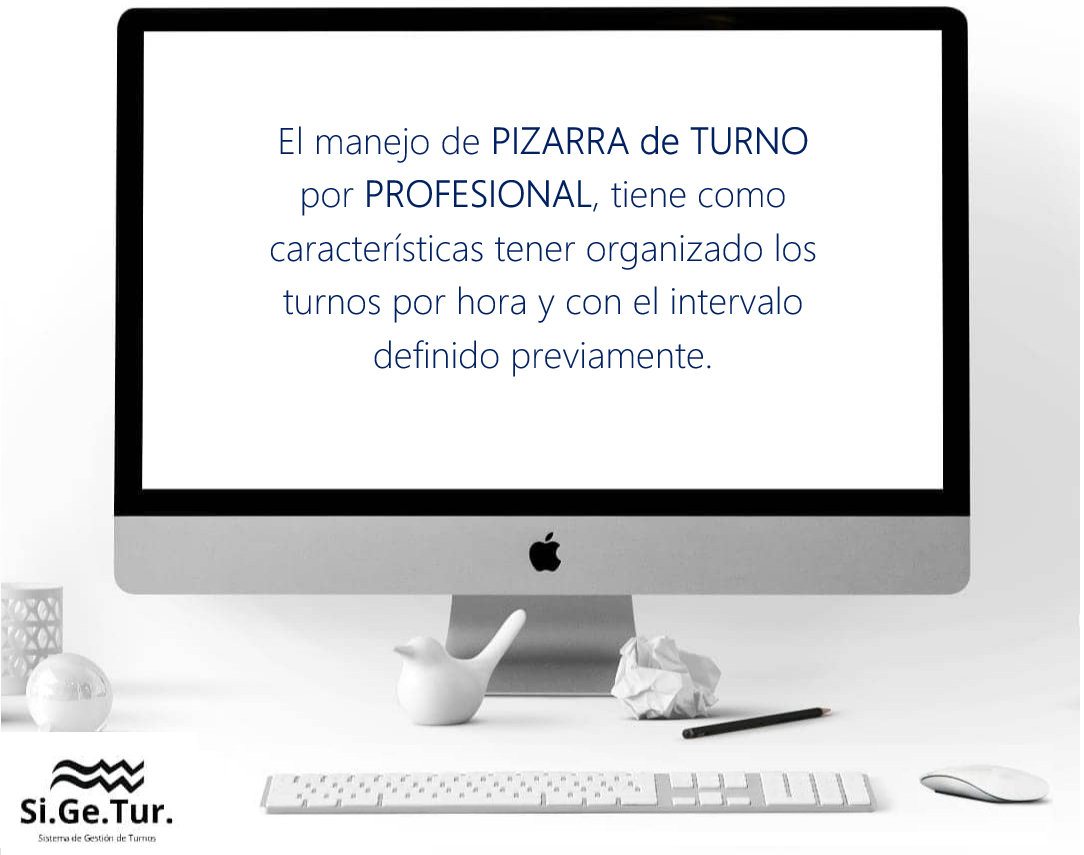 El manejo de PIZARRA de TURNO
por PROFESIONAL, tiene como
características tener organizado los
turnos por hora y con el intervalo
definido previamente.
Si.Ge.Tur.
Sistema de Gestión de Turnos